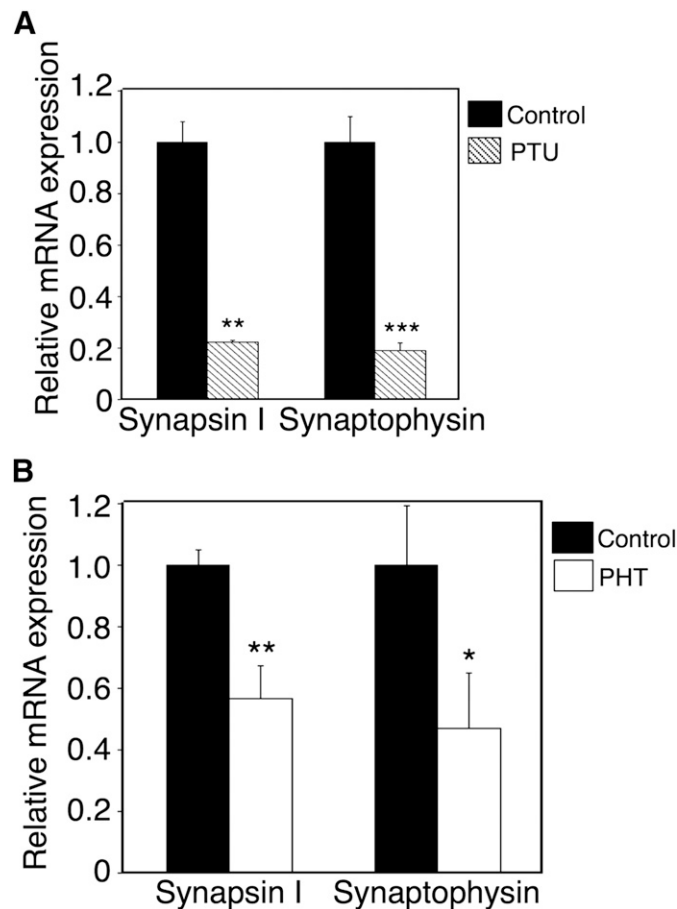 A
Relative mRNA expression
1.2
1.0
0.8
0.6
0.4
0.2
0
**
***
Synapsin I Synaptophysin
Control
PTU
B
Relative mRNA expression
1.2
1.0
0.8
0.6
0.4
0.2
0
**
*
Synapsin I Synaptophysin
Control
PHT